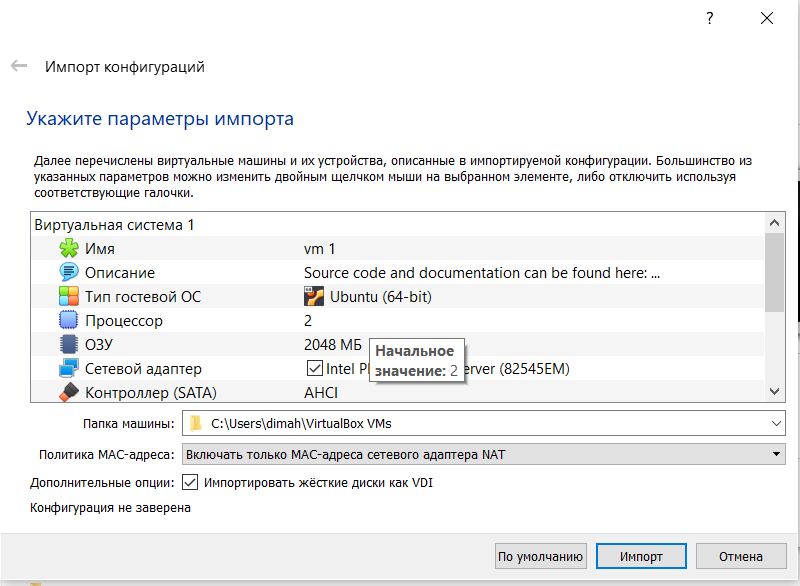 ?
Импорт конфигураций
Укажите параметры импорта
Далее перечислены виртуальные машины и их устройства, описанные в импортируемой конфигурации. Большинство из
указанных параметров можно изменить двойным щелчком мыши на выбранном элементе, либо отключить используя
соответствующие галочки.
Виртуальная система 1
Имя vm 1
Описание Source code and documentation can be found here: ...
Тип гостевой ОС Ubuntu (64-bit)
Процессор 2
ОЗУ 2048 МБ
Начальное
значение: 2
Сетевой адаптер Intel (82545EM)
Контроллер (SATA) AHCI
Папка машины: C:\Users\dimah\VirtualBox VMs
Политика MAC-адреса: Включать только MAC-адреса сетевого адаптера NAT
Дополнительные опции: Импортировать жёсткие диски как VDI
Конфигурация не заверена
По умолчанию Импорт Отмена